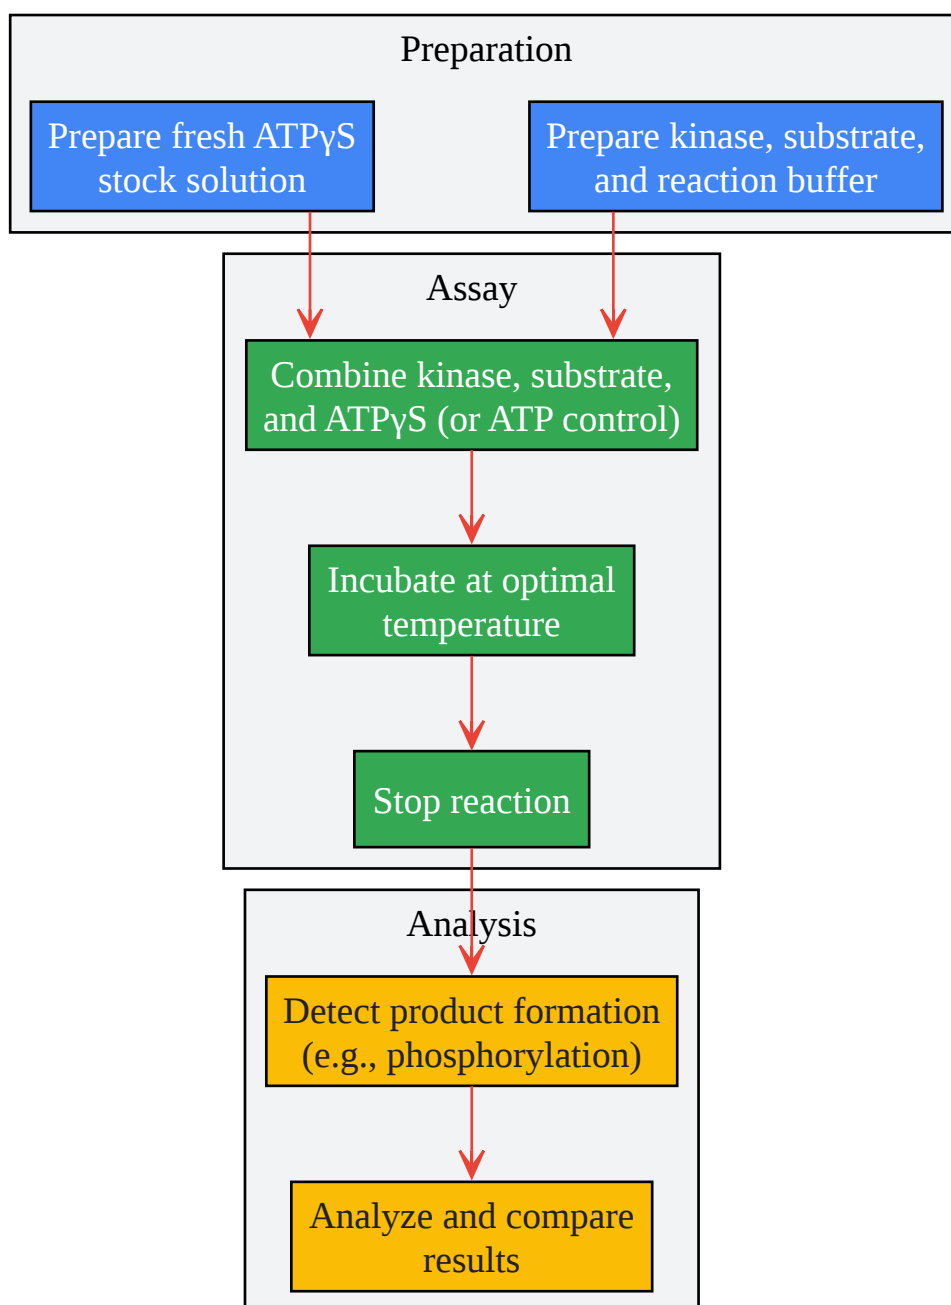 Preparation
Prepare fresh ATPγS
stock solution
Prepare kinase, substrate,
and reaction buffer
Assay
Combine kinase, substrate,
and ATPγS (or ATP control)
Incubate at optimal
temperature
Stop reaction
Analysis
Detect product formation
(e.g., phosphorylation)
Analyze and compare
results